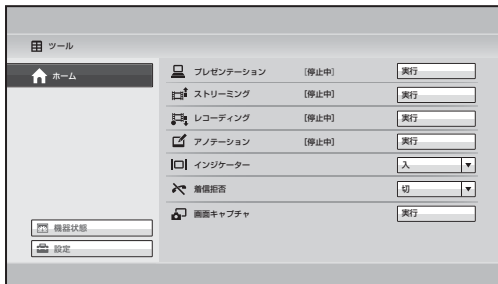 ツール
ホーム
プレゼンテーション [停止中] 実行
ストリーミング [停止中] 実行
レコーディング [停止中] 実行
アノテーション [停止中] 実行
インジケーター 入
着信拒否 切
画面キャプチャ 実行
機器状態
設定